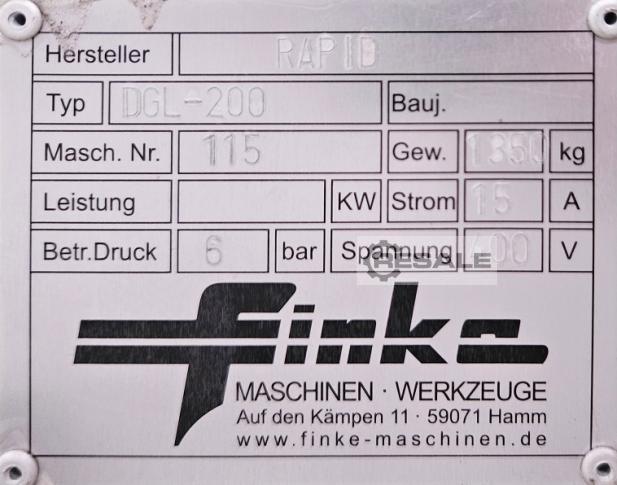 Hersteller RAPID
Typ DGL-200 Bauj.
Masch. Nr. 115 Gew. 1350 kg
Leistung KW Strom 15 A
Betr.Druck 6 bar Spannung 400 V
RESALE
finke
MASCHINEN · WERKZEUGE
Auf den Kämpen 11 · 59071 Hamm
www.finke-maschinen.de